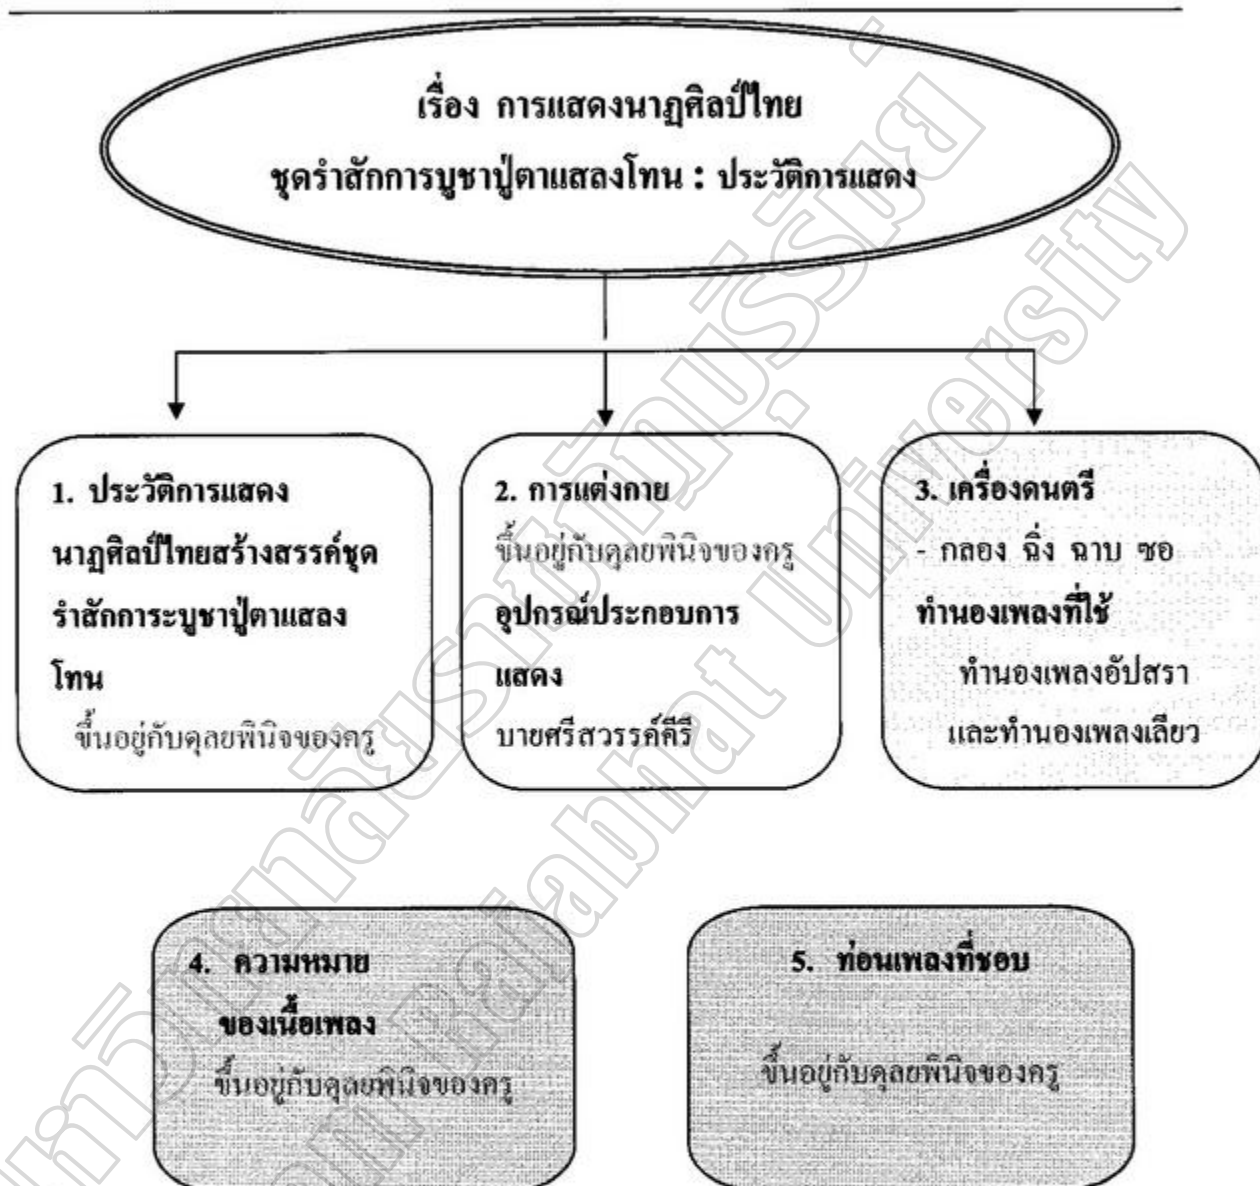 เรื่อง การแสดงนาฏศิลป์ไทย
ชุดรำสักการบูชาปู่ตาแสลงโทน : ประวัติการแสดง
1. ประวัติการแสดง
นาฏศิลป์ไทยสร้างสรรค์ชุด
รำสักการะบูชาปู่ตาแสลง
โทน
ขึ้นอยู่กับดุลยพินิจของครู
2. การแต่งกาย
ขึ้นอยู่กับดุลยพินิจของครู
อุปกรณ์ประกอบการ
แสดง
บายศรีสวรรค์คีรี
3. เครื่องดนตรี
- กลอง ฉิ่ง ฉาบ ซอ
ทำนองเพลงที่ใช้
ทำนองเพลงอัปสรา
และทำนองเพลงเลียว
4. ความหมาย
ของเนื้อเพลง
ขึ้นอยู่กับดุลยพินิจของครู
5. ท่อนเพลงที่ชอบ
ขึ้นอยู่กับดุลยพินิจของครู
Rajabhat University